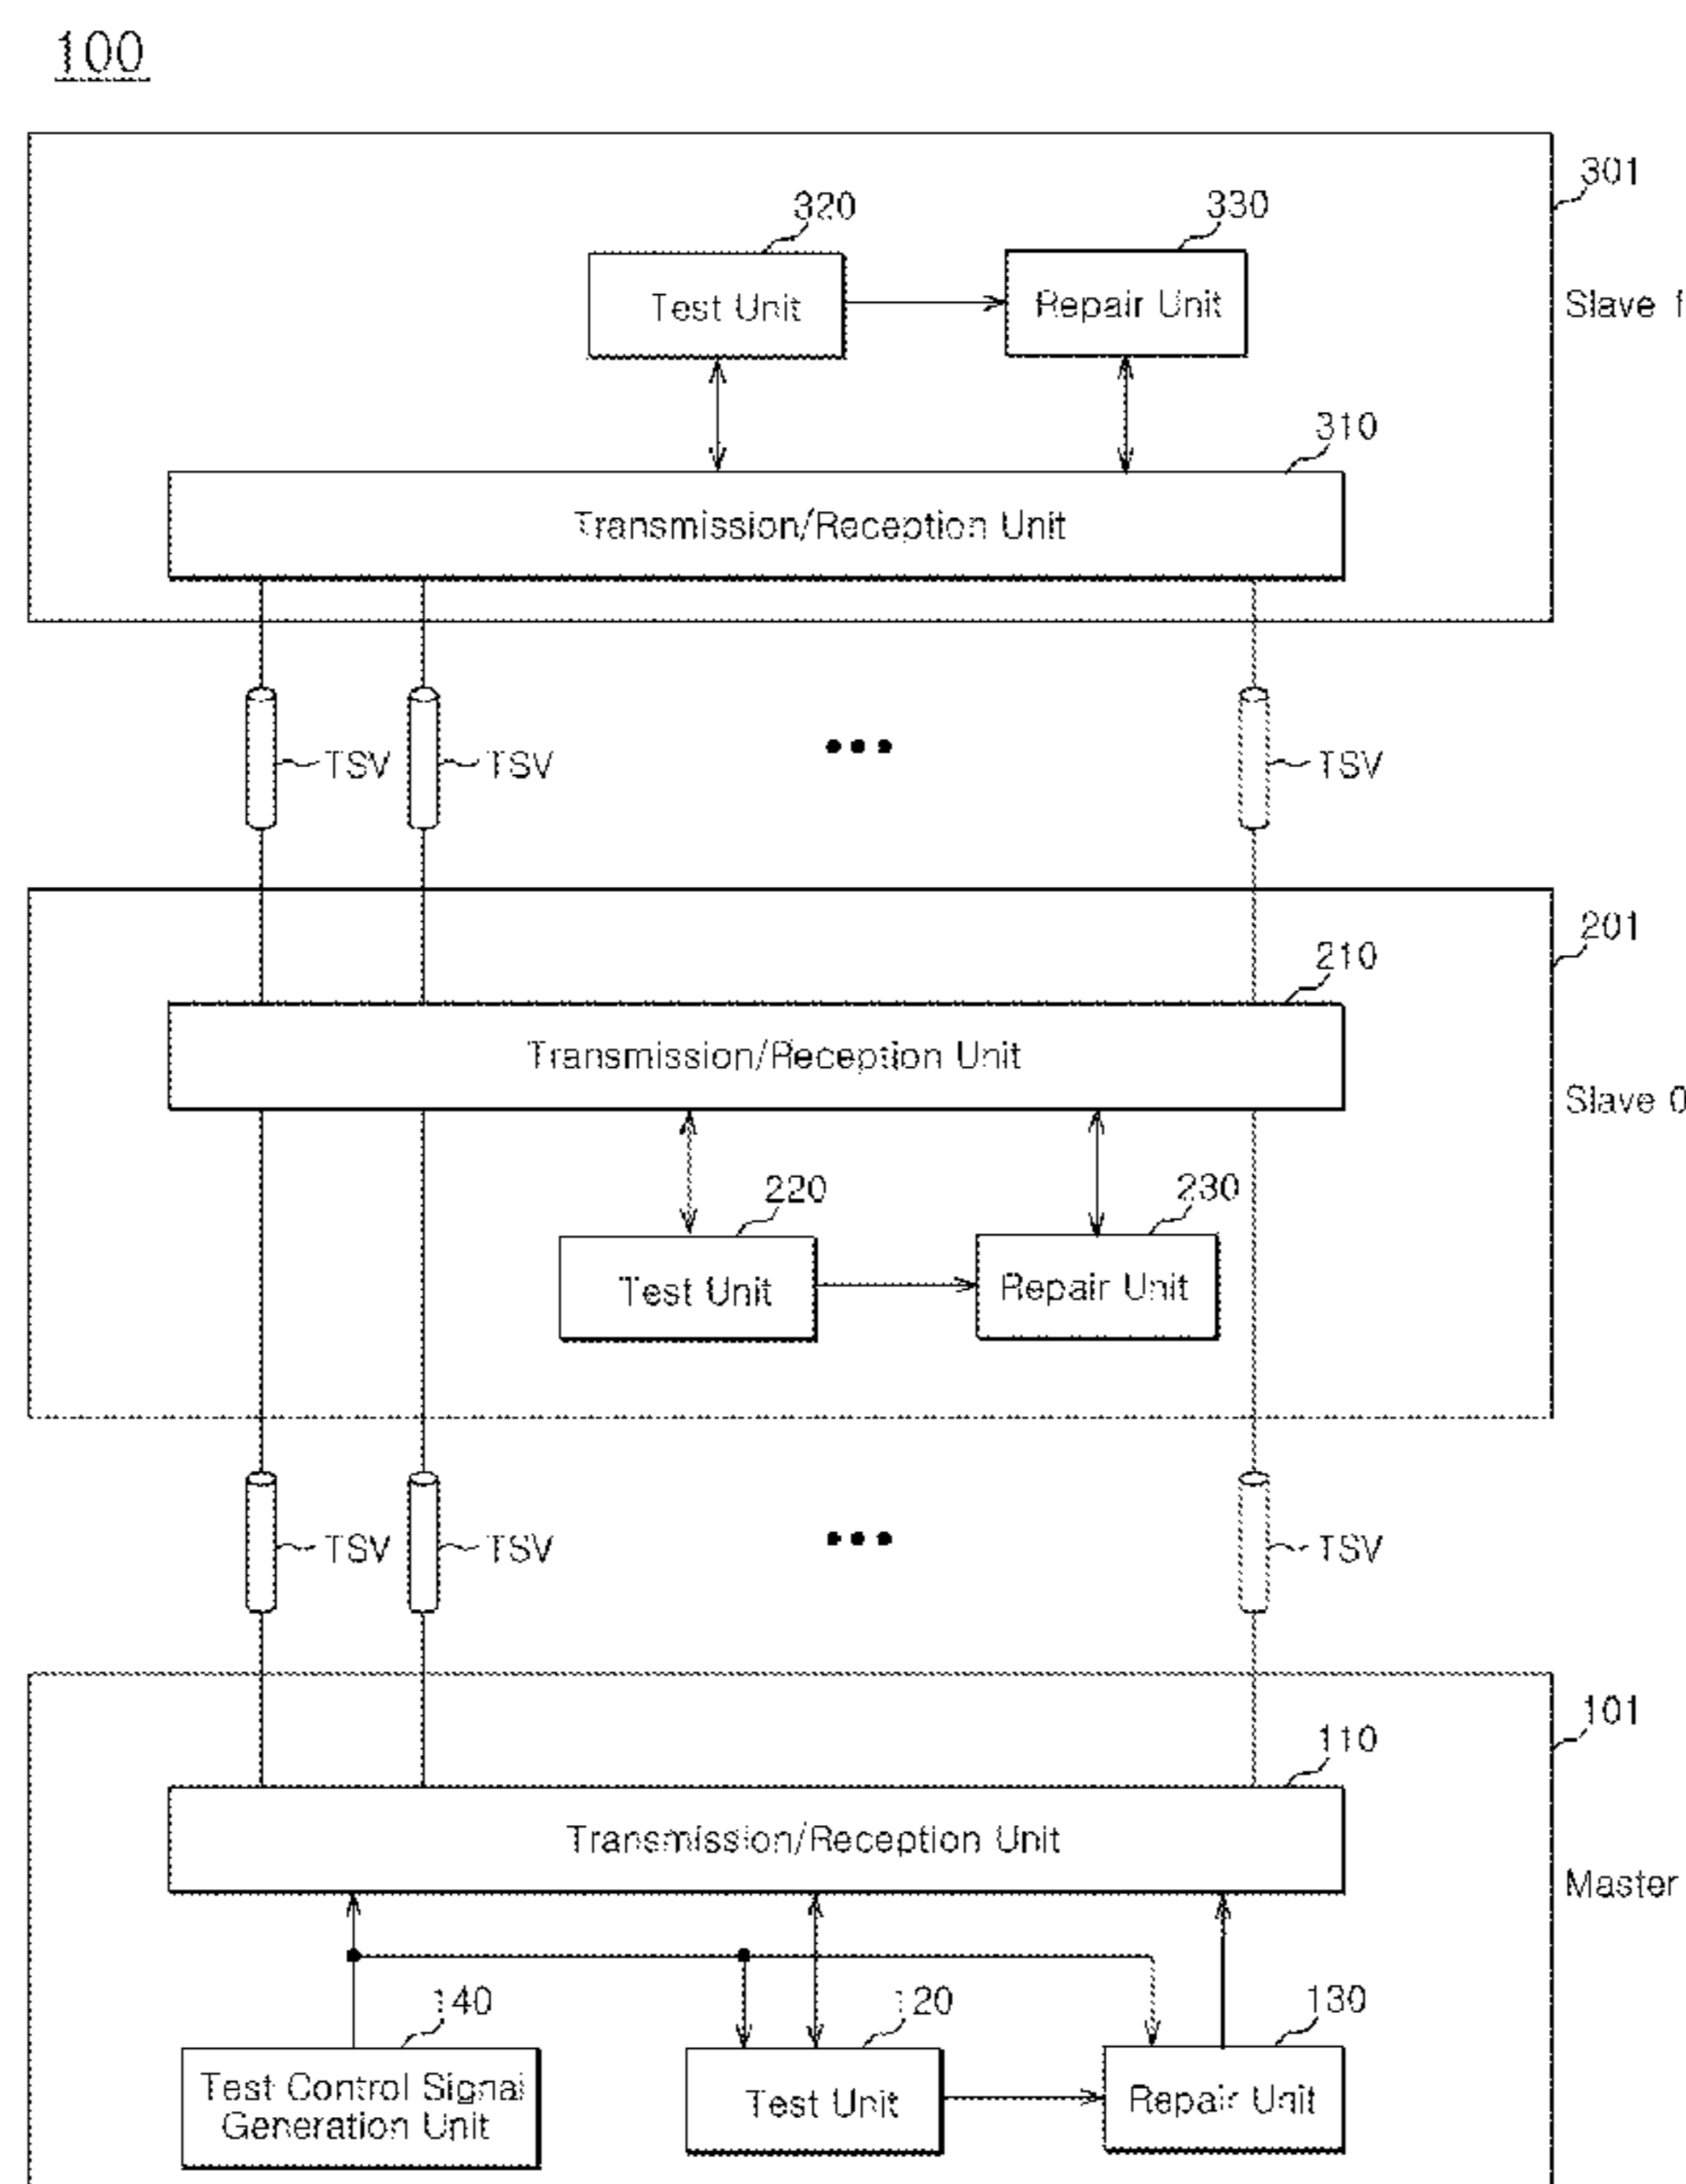 100
301
320
330
Test Unit
Repair Unit
Slave f
310
Transmission/Reception Unit
TSV
TSV
TSV
201
210
Transmission/Reception Unit
Slave 0
220
230
Test Unit
Repair Unit
TSV
TSV
TSV
101
110
Transmission/Reception Unit
Master
140
120
130
Test Control Signal
Generation Unit
Test Unit
Repair Unit